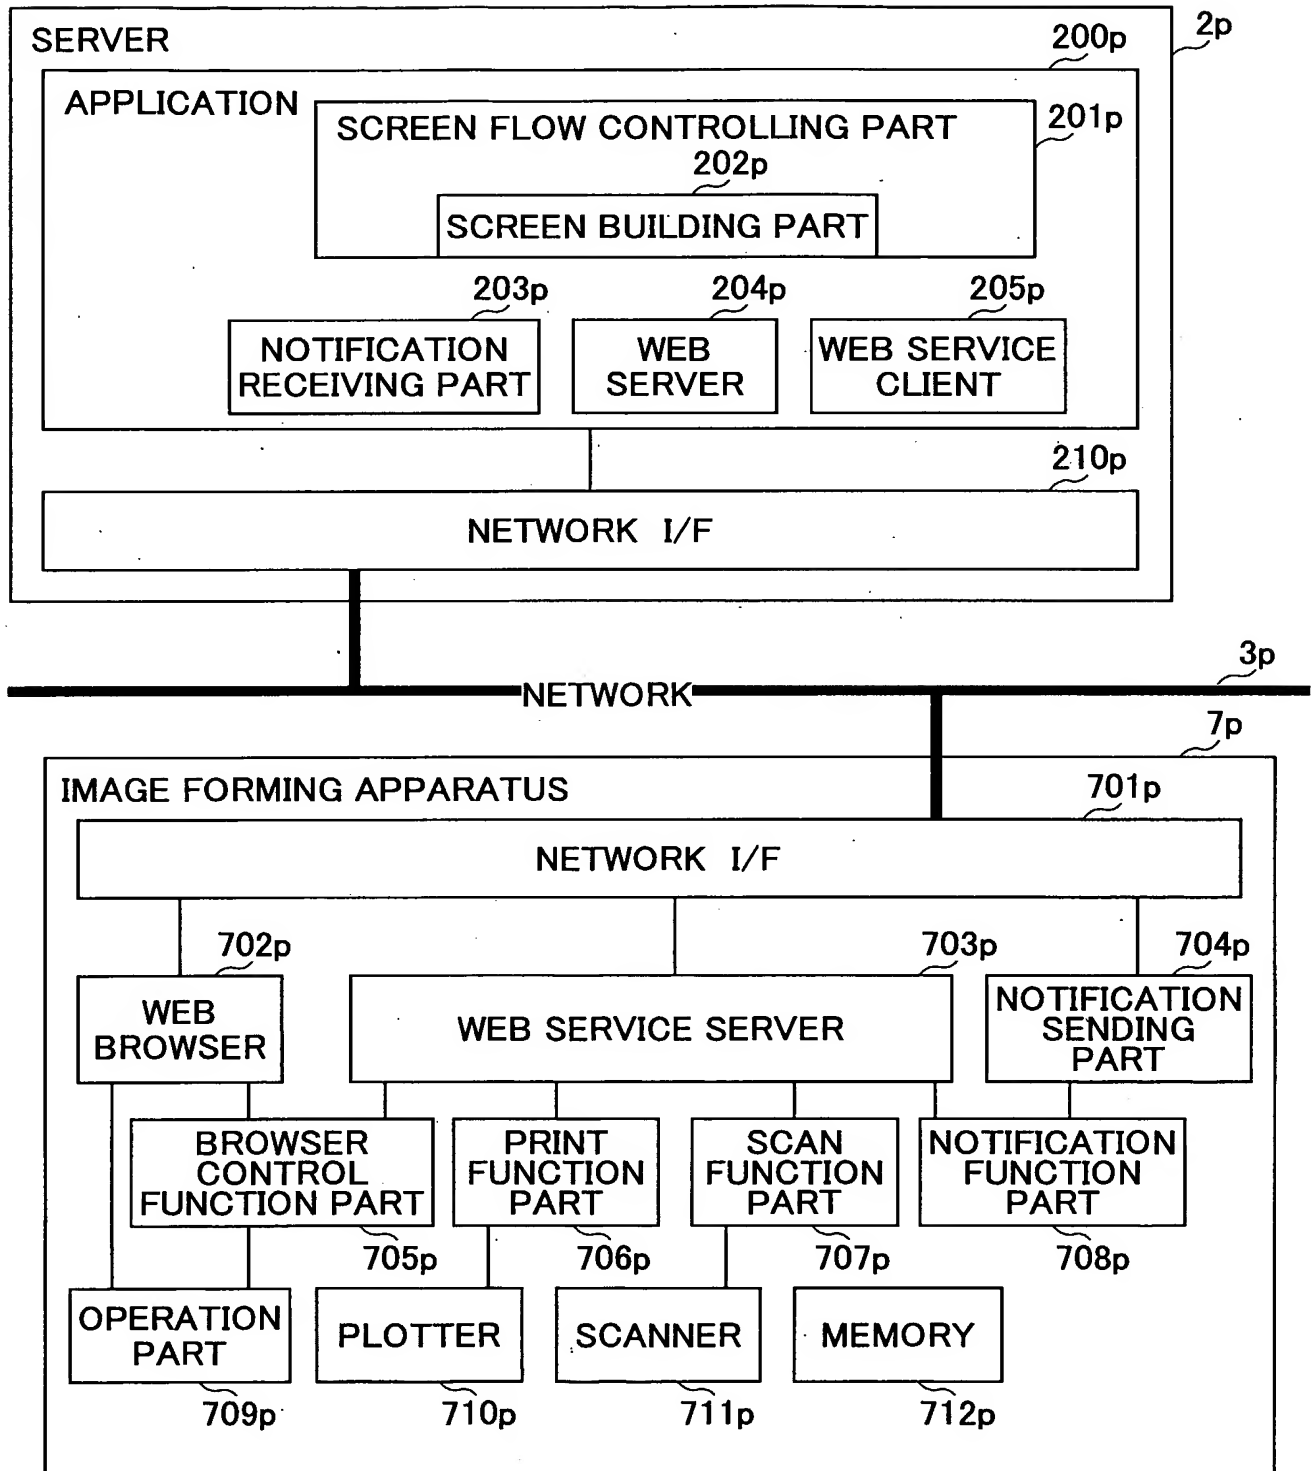 2p
SERVER
200p
APPLICATION
SCREEN FLOW CONTROLLING PART
201p
202p
SCREEN BUILDING PART
203p
204p
205p
NOTIFICATION
RECEIVING PART
WEB
SERVER
WEB SERVICE
CLIENT
210p
NETWORK I/F
3p
NETWORK
7p
IMAGE FORMING APPARATUS
701p
NETWORK I/F
702p
703p
704p
WEB
BROWSER
WEB SERVICE SERVER
NOTIFICATION
SENDING
PART
BROWSER
CONTROL
FUNCTION PART
PRINT
FUNCTION
PART
SCAN
FUNCTION
PART
NOTIFICATION
FUNCTION
PART
705p
706p
707p
708p
OPERATION
PART
PLOTTER
SCANNER
MEMORY
709p
710p
711p
712p